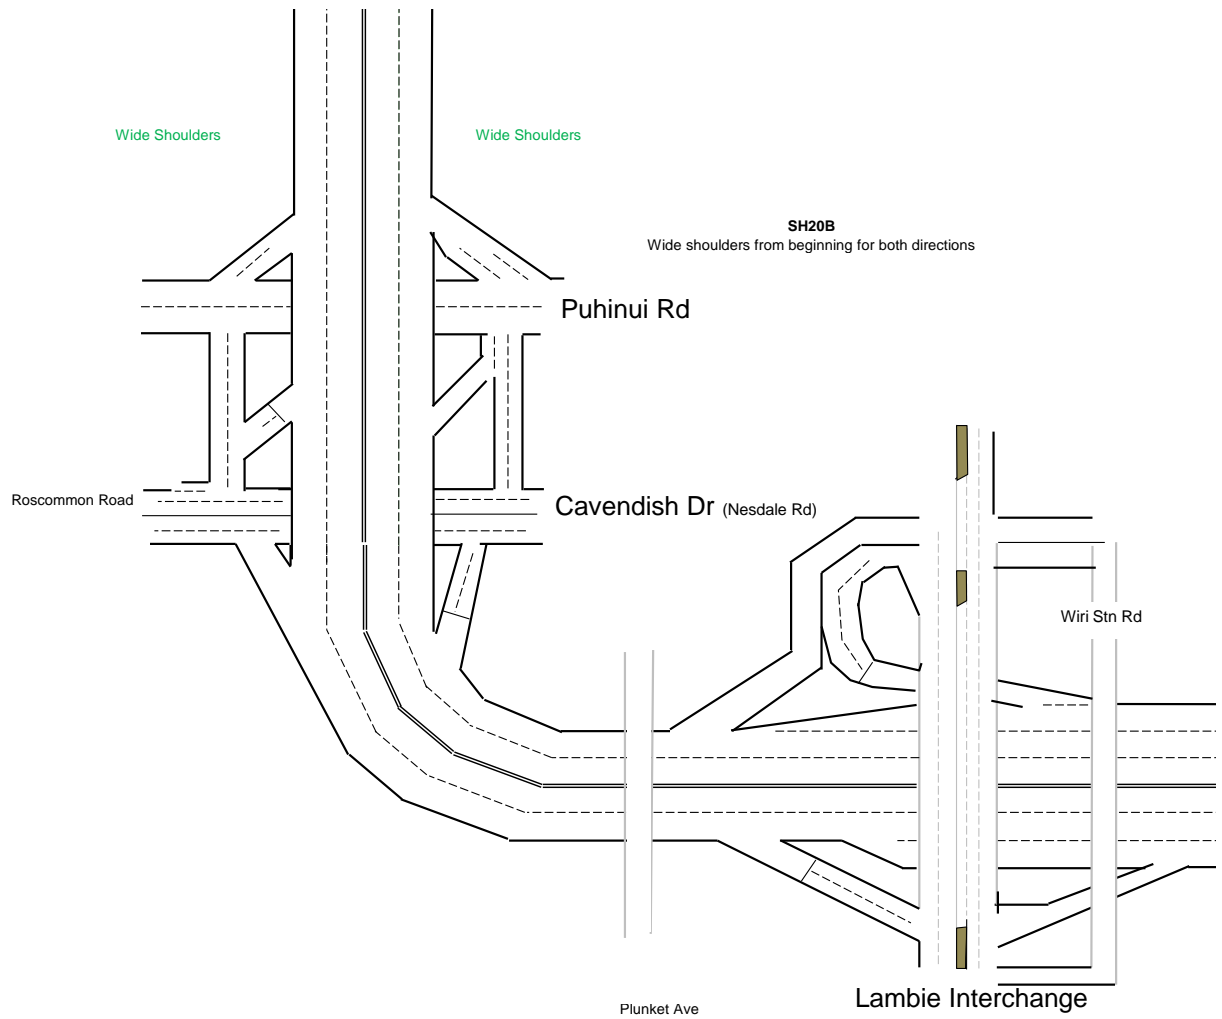 Wide Shoulders
Wide Shoulders
SH20B
Wide shoulders from beginning for both directions
Puhinui Rd
Roscommon Road
Cavendish Dr (Nesdale Rd)
Wiri Stn Rd
Lambie Interchange
Plunket Ave